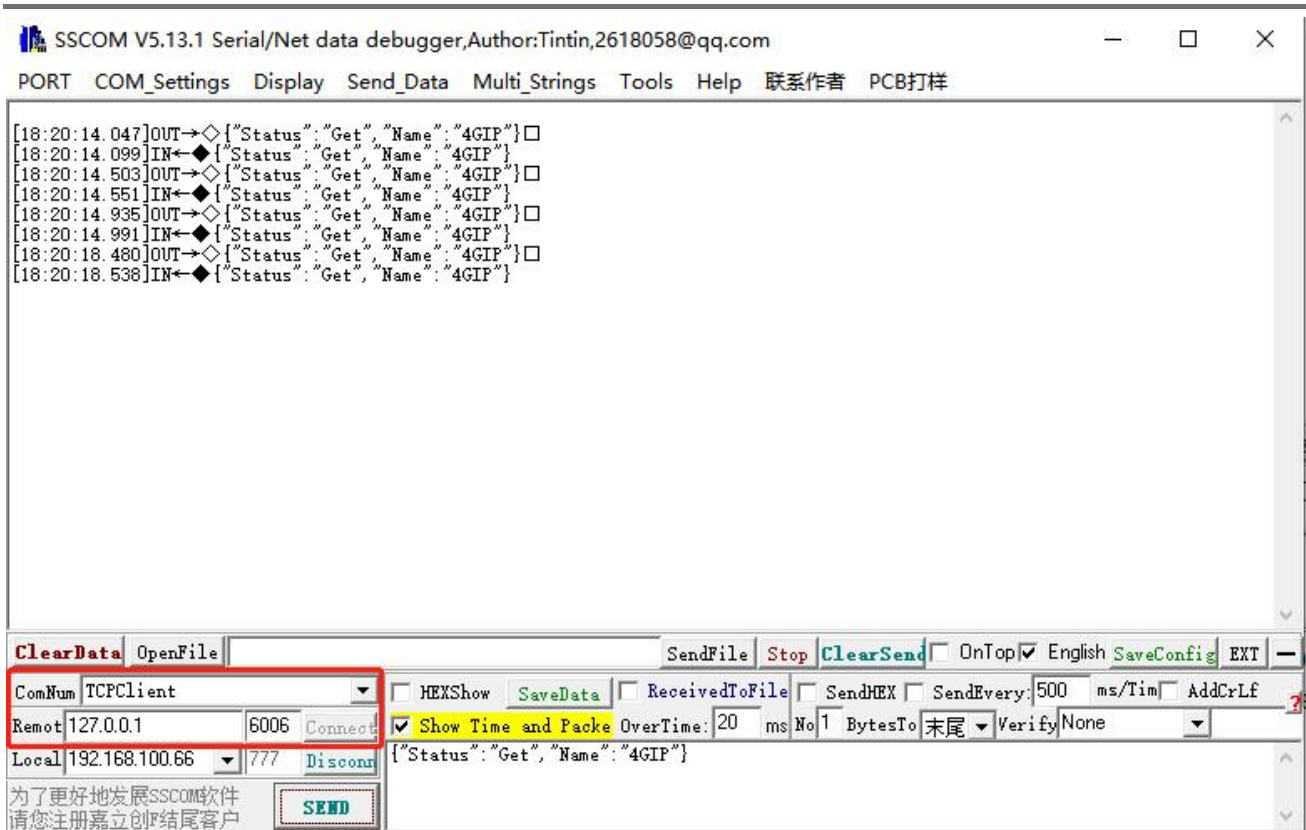 SSCOM V5.13.1 Serial/Net data debugger,Author:Tintin,2618058@qq.com
PORT COM_Settings Display Send_Data Multi_Strings Tools Help 联系作者 PCB打样
[18:20:14.047]OUT→◇{"Status":"Get","Name":"4GIP"}□
[18:20:14.099]IN←◆{"Status":"Get","Name":"4GIP"}
[18:20:14.503]OUT→◇{"Status":"Get","Name":"4GIP"}□
[18:20:14.551]IN←◆{"Status":"Get","Name":"4GIP"}
[18:20:14.935]OUT→◇{"Status":"Get","Name":"4GIP"}□
[18:20:14.991]IN←◆{"Status":"Get","Name":"4GIP"}
[18:20:18.480]OUT→◇{"Status":"Get","Name":"4GIP"}□
[18:20:18.538]IN←◆{"Status":"Get","Name":"4GIP"}
ClearData OpenFile SendFile Stop ClearSend OnTop English SaveConfig EXT —
ComNum TCPClient HEXShow SaveData ReceivedToFile SendHEX SendEvery: 500 ms/Tim AddCrLf
Remot 127.0.0.1 6006 Connect Show Time and Packe OverTime: 20 ms No 1 BytesTo 末尾 Verify None ?
Local 192.168.100.66 777 Disconn {"Status":"Get","Name":"4GIP"}
为了更好地发展SSCOM软件
请您注册嘉立创F结尾客户
SEND